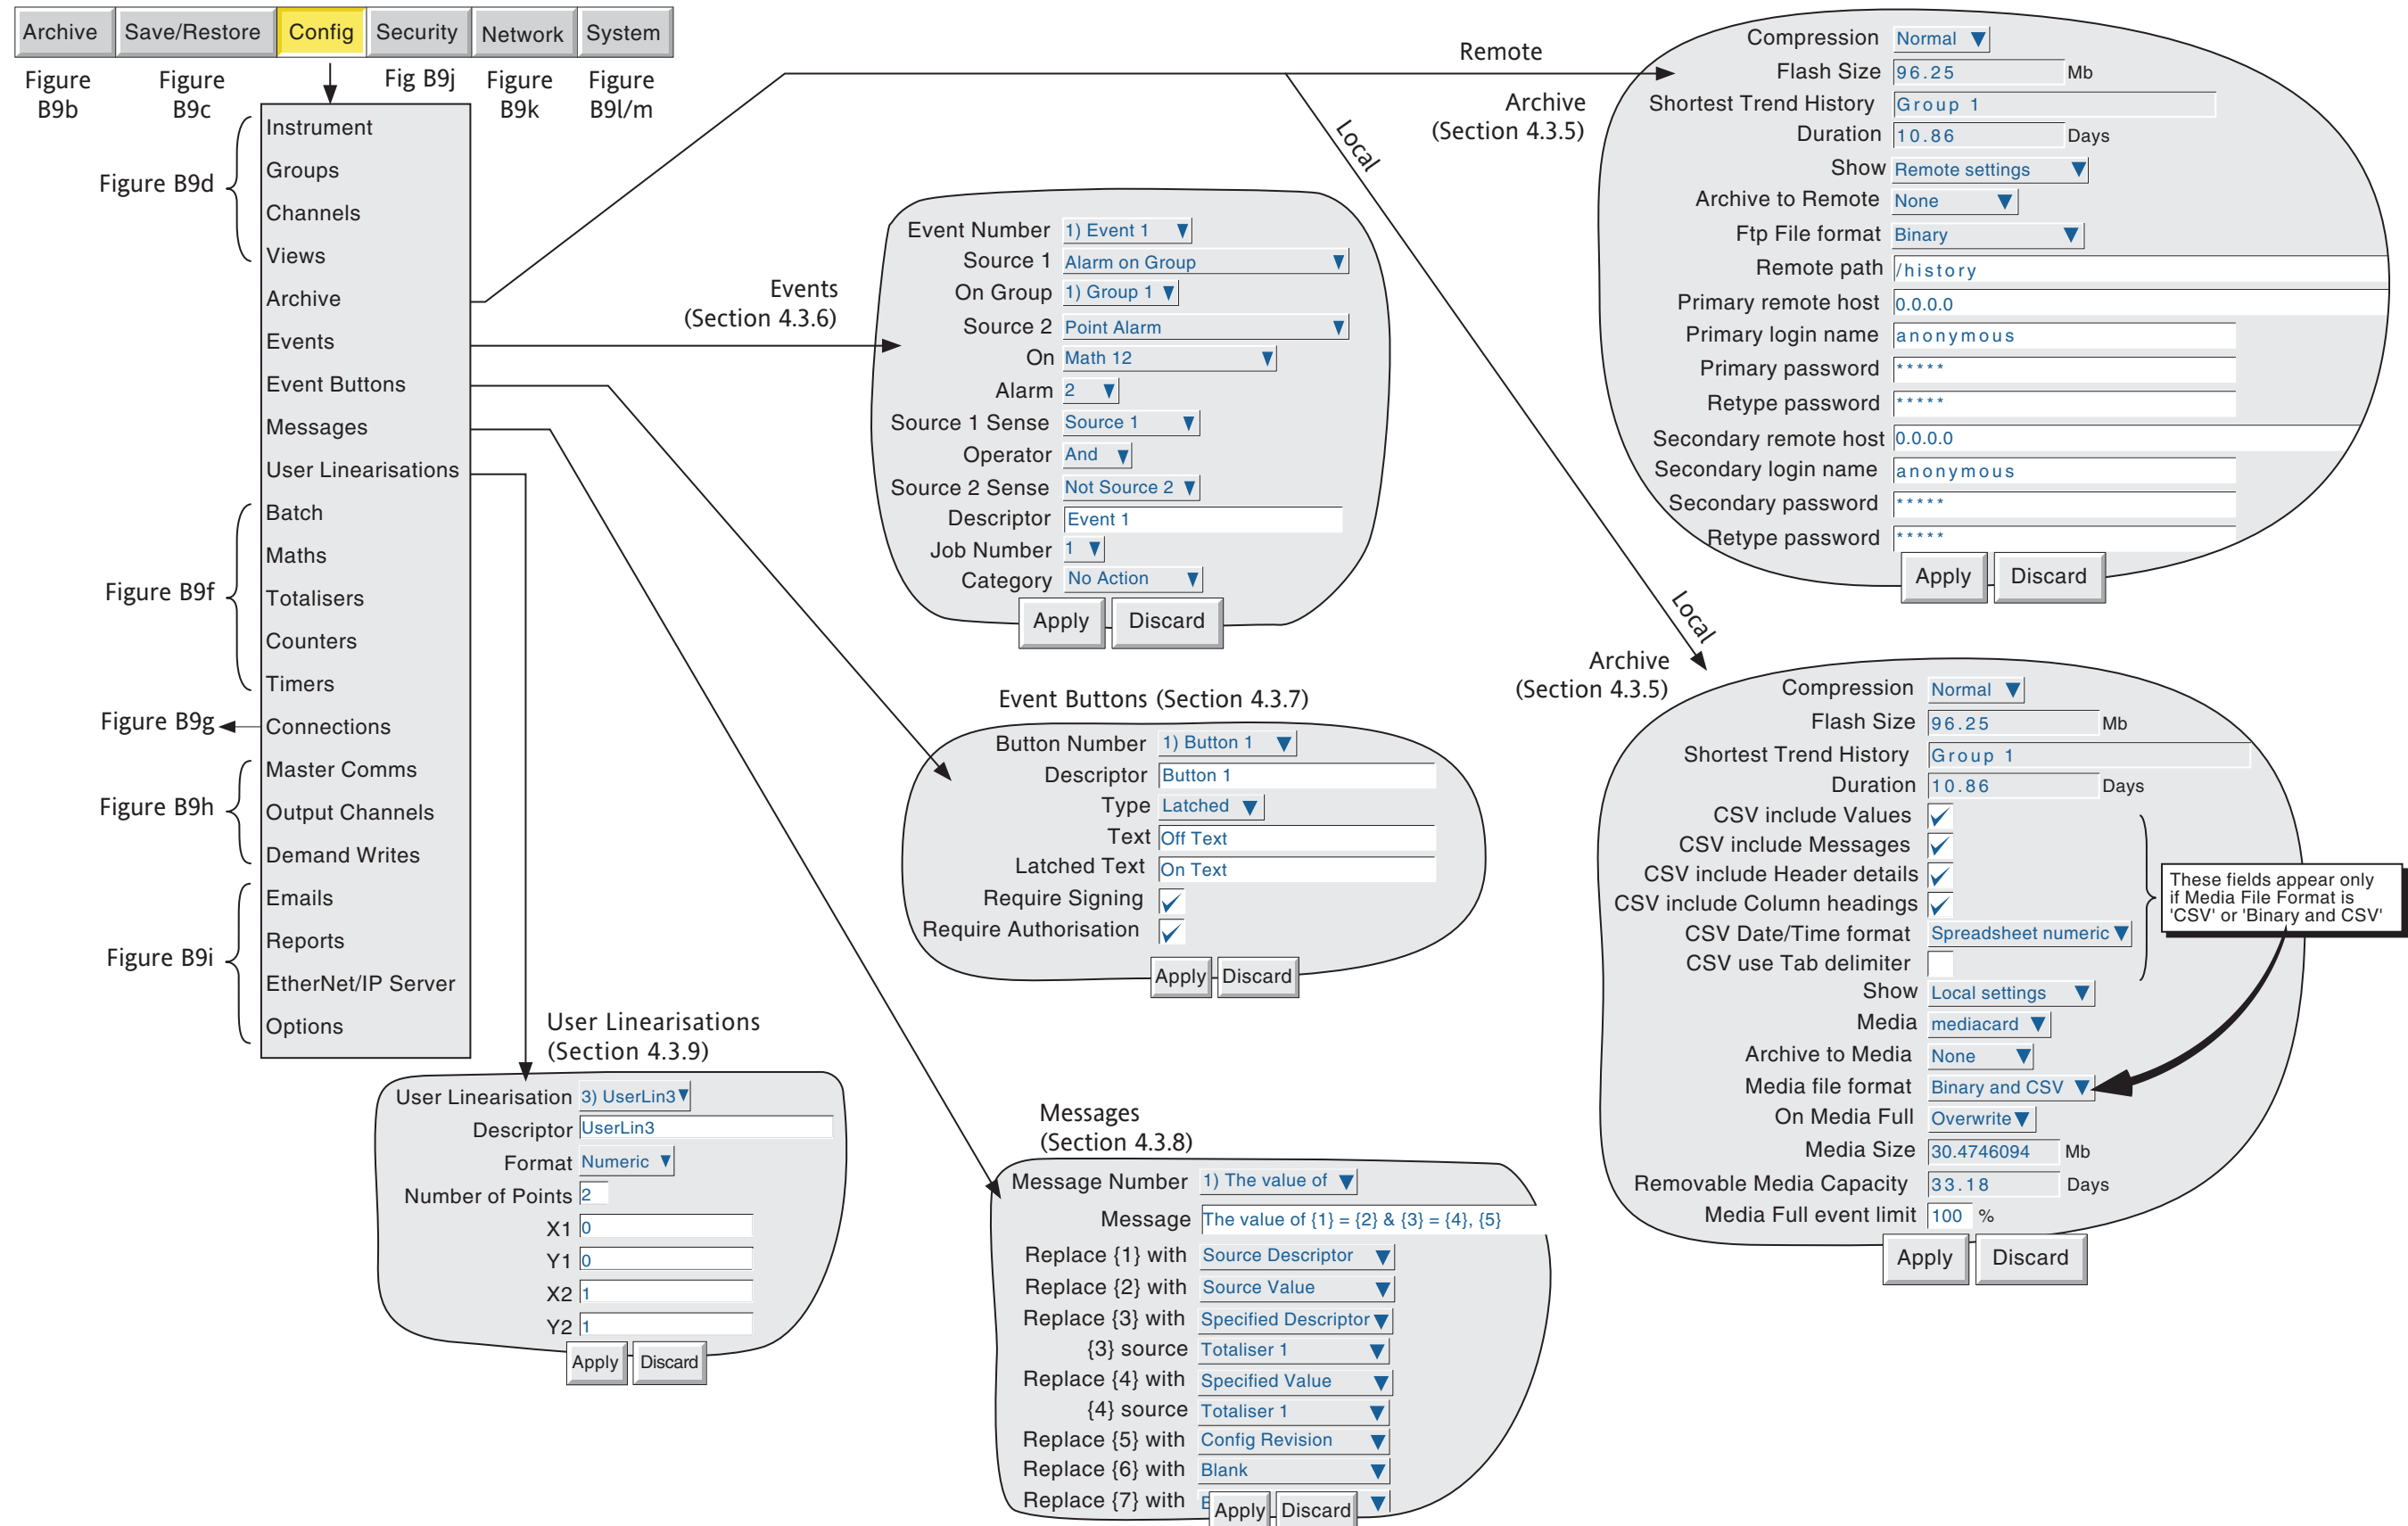 Archive Save/Restore Config Security Network System
Figure B9b
Figure B9c
Fig B9j
Figure B9k
Figure B9l/m
Instrument
Groups
Channels
Views
Archive
Events
Event Buttons
Messages
User Linearisations
Batch
Maths
Totalisers
Counters
Timers
Connections
Master Comms
Output Channels
Demand Writes
Emails
Reports
EtherNet/IP Server
Options
Figure B9d
Figure B9f
Figure B9g
Figure B9h
Figure B9i
Remote
Archive
(Section 4.3.5)
Local
Compression Normal
Flash Size 96.25 Mb
Shortest Trend History Group 1
Duration 10.86 Days
Show Remote settings
Archive to Remote None
Ftp File format Binary
Remote path /history
Primary remote host 0.0.0.0
Primary login name anonymous
Primary password *****
Retype password *****
Secondary remote host 0.0.0.0
Secondary login name anonymous
Secondary password *****
Retype password *****
Apply Discard
Events
(Section 4.3.6)
Event Number 1) Event 1
Source 1 Alarm on Group
On Group 1) Group 1
Source 2 Point Alarm
On Math 12
Alarm 2
Source 1 Sense Source 1
Operator And
Source 2 Sense Not Source 2
Descriptor Event 1
Job Number 1
Category No Action
Apply Discard
Event Buttons (Section 4.3.7)
Button Number 1) Button 1
Descriptor Button 1
Type Latched
Text Off Text
Latched Text On Text
Require Signing
Require Authorisation
Apply Discard
Local
Archive
(Section 4.3.5)
Compression Normal
Flash Size 96.25 Mb
Shortest Trend History Group 1
Duration 10.86 Days
CSV include Values
CSV include Messages
CSV include Header details
CSV include Column headings
CSV Date/Time format Spreadsheet numeric
CSV use Tab delimiter
Show Local settings
Media mediacard
Archive to Media None
Media file format Binary and CSV
On Media Full Overwrite
Media Size 30.4746094 Mb
Removable Media Capacity 33.18 Days
Media Full event limit 100 %
Apply Discard
These fields appear only
if Media File Format is
'CSV' or 'Binary and CSV'
User Linearisations
(Section 4.3.9)
User Linearisation 3) UserLin3
Descriptor UserLin3
Format Numeric
Number of Points 2
X1 0
Y1 0
X2 1
Y2 1
Apply Discard
Messages
(Section 4.3.8)
Message Number 1) The value of
Message The value of {1} = {2} & {3} = {4}, {5}
Replace {1} with Source Descriptor
Replace {2} with Source Value
Replace {3} with Specified Descriptor
{3} source Totaliser 1
Replace {4} with Specified Value
{4} source Totaliser 1
Replace {5} with Config Revision
Replace {6} with Blank
Replace {7} with
Apply Discard